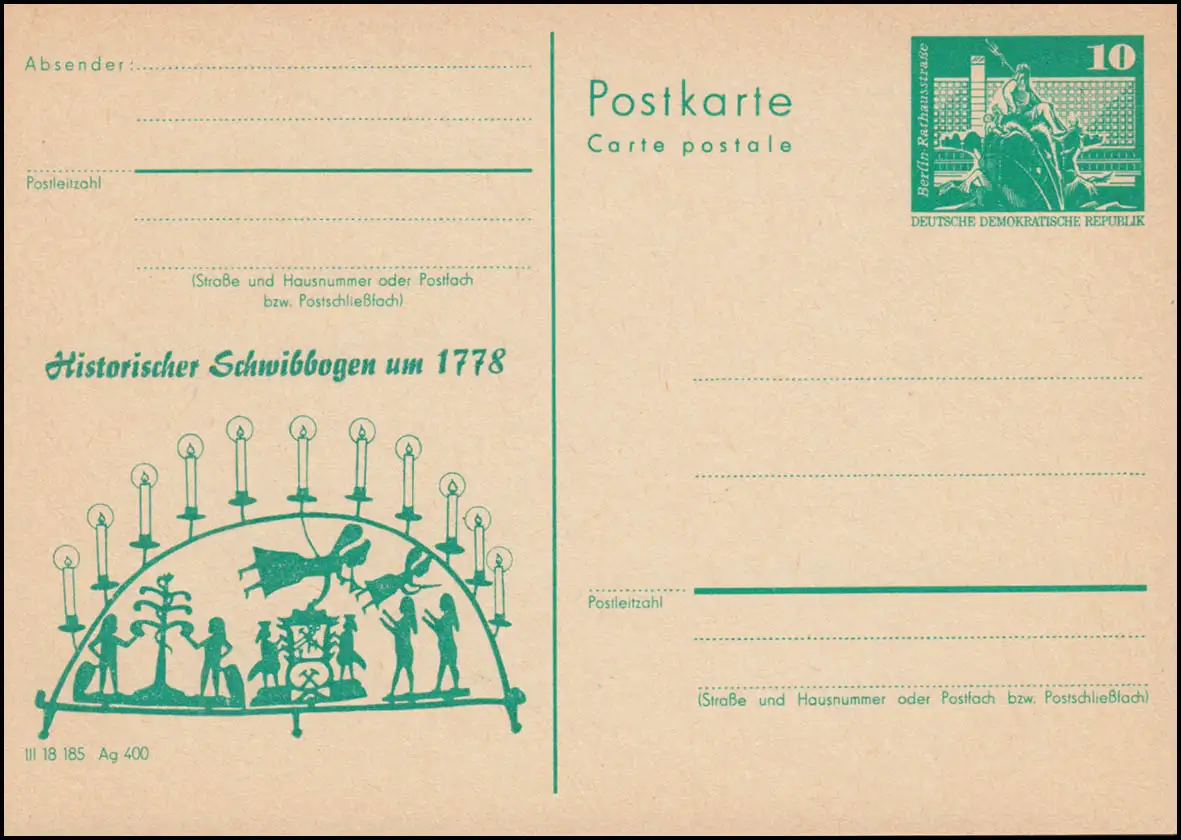 Absender:
Postleitzahl
(Straße und Hausnummer oder Postfach
bzw. Postschließfach)
Historischer Schwibbogen um 1778
III 18 185 Ag 400
Postkarte
Carte postale
10
Berlin-Rathausstraße
DEUTSCHE DEMOKRATISCHE REPUBLIK
Postleitzahl
(Straße und Hausnummer oder Postfach bzw. Postschließfach)